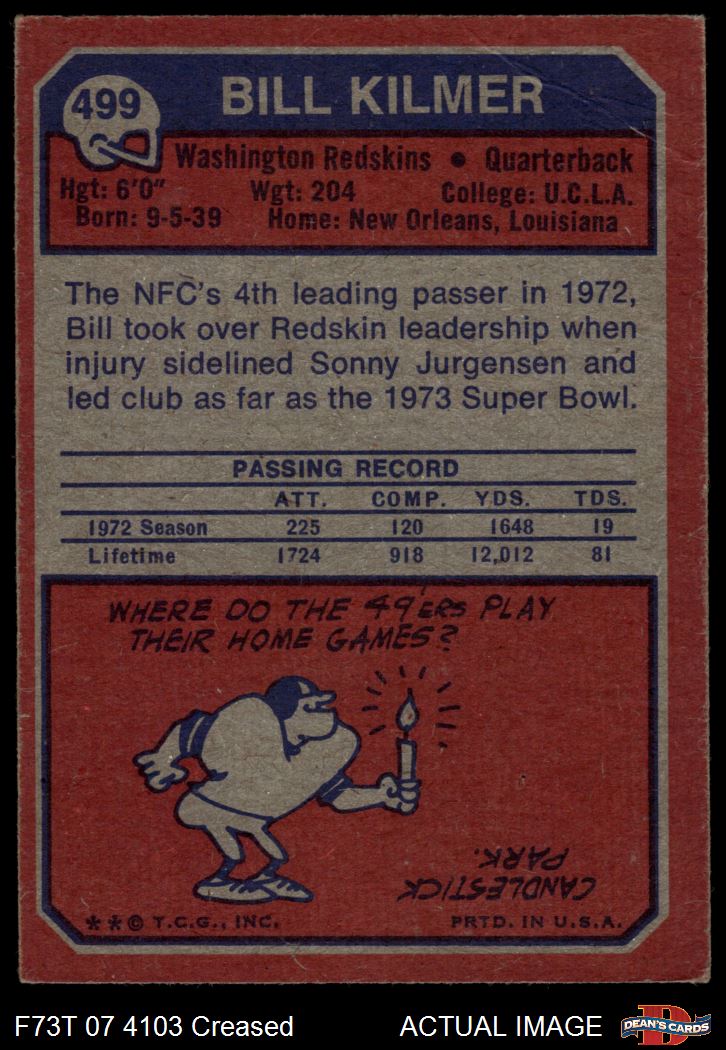 499
BILL KILMER
Washington Redskins • Quarterback
Hgt: 6'0" Wgt: 204 College: U.C.L.A.
Born: 9-5-39 Home: New Orleans, Louisiana
The NFC's 4th leading passer in 1972,
Bill took over Redskin leadership when
injury sidelined Sonny Jurgensen and
led club as far as the 1973 Super Bowl.
PASSING RECORD
ATT. COMP. YDS. TDS.
1972 Season 225 120 1648 19
Lifetime 1724 918 12,012 81
WHERE DO THE 49'ERS PLAY
THEIR HOME GAMES?
CANDLESTICK
PARK.
**© T.C.G., INC. PRTD. IN U.S.A.
F73T 07 4103 Creased ACTUAL IMAGE
D
DEAN'S CARDS